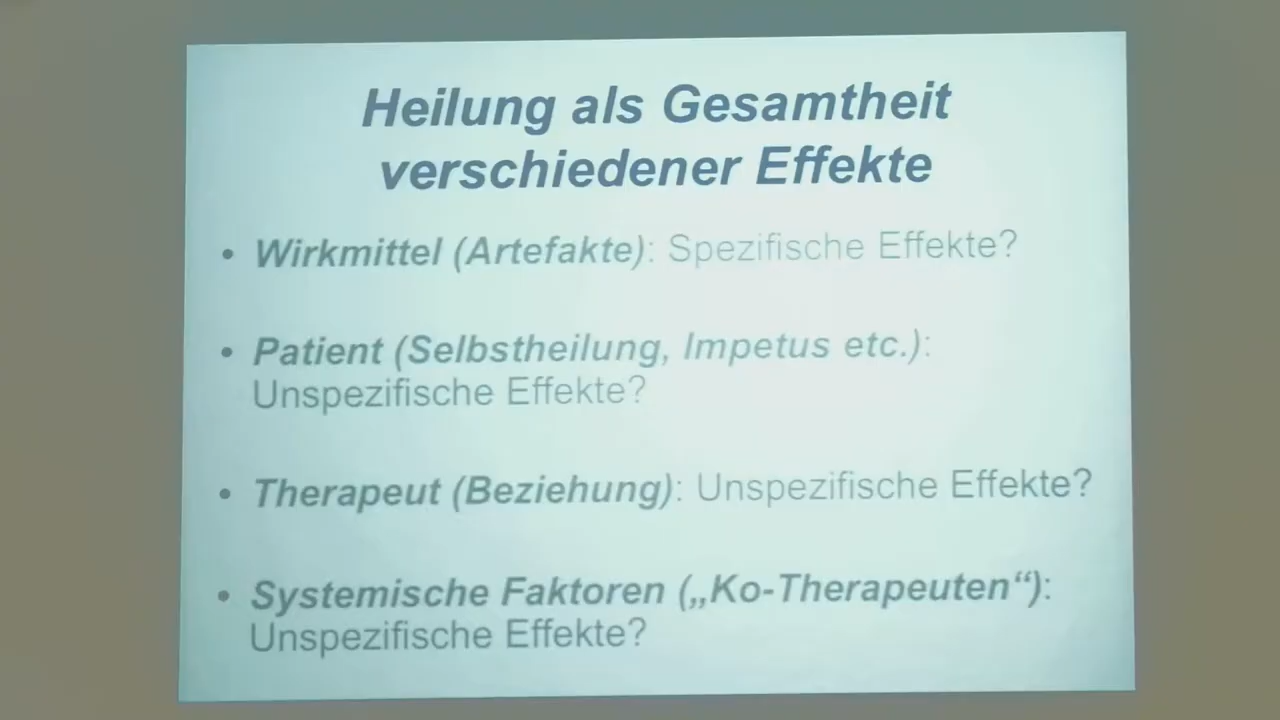 Heilung als Gesamtheit
verschiedener Effekte
• Wirkmittel (Artefakte): Spezifische Effekte?
• Patient (Selbstheilung, Impetus etc.):
Unspezifische Effekte?
• Therapeut (Beziehung): Unspezifische Effekte?
• Systemische Faktoren („Ko-Therapeuten“):
Unspezifische Effekte?